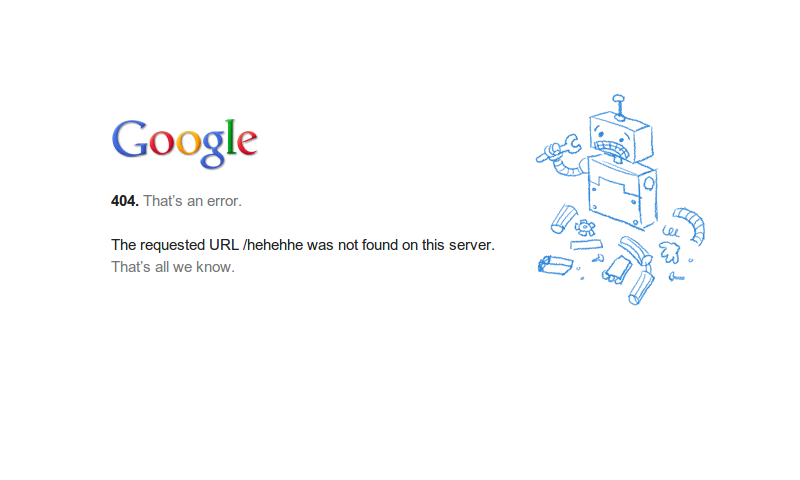 Google
404. That's an error.
The requested URL /hehehhe was not found on this server.
That's all we know.